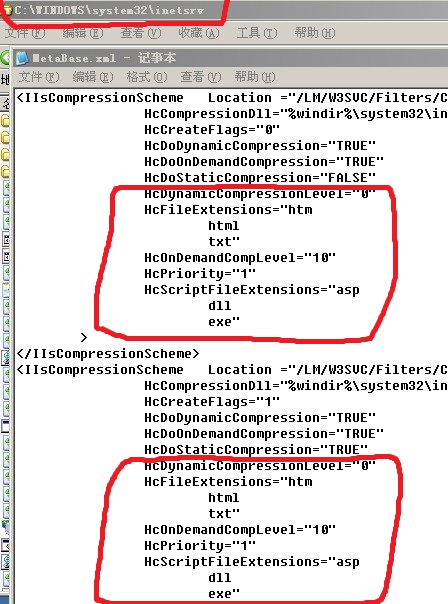 C:\WINDOWS\system32\inetsrv
文件(F) 编辑(E) 查看(V) 收藏(A) 工具(T) 帮助(H)
MetaBase.xml - 记事本
文件(F) 编辑(E) 格式(O) 查看(V) 帮助(H)
<IIsCompressionScheme Location ="/LM/W3SVC/Filters/C
HcCompressionDll="%windir%\system32\in
HcCreateFlags="0"
HcDoDynamicCompression="TRUE"
HcDoOnDemandCompression="TRUE"
HcDoStaticCompression="FALSE"
HcDynamicCompressionLevel="0"
HcFileExtensions="htm
html
txt"
HcOnDemandCompLevel="10"
HcPriority="1"
HcScriptFileExtensions="asp
dll
exe"
>
</IIsCompressionScheme>
<IIsCompressionScheme Location ="/LM/W3SVC/Filters/C
HcCompressionDll="%windir%\system32\in
HcCreateFlags="1"
HcDoDynamicCompression="TRUE"
HcDoOnDemandCompression="TRUE"
HcDoStaticCompression="TRUE"
HcDynamicCompressionLevel="0"
HcFileExtensions="htm
html
txt"
HcOnDemandCompLevel="10"
HcPriority="1"
HcScriptFileExtensions="asp
dll
exe"